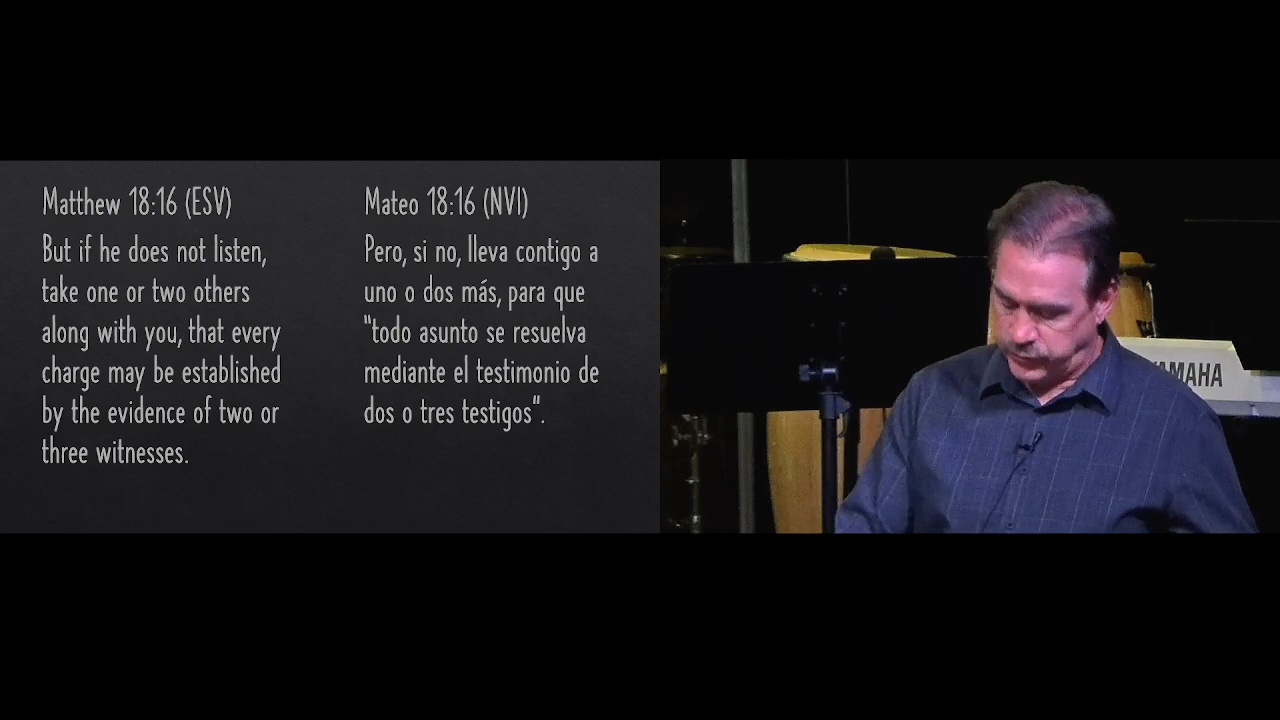 Matthew 18:16 (ESV)
But if he does not listen,
take one or two others
along with you, that every
charge may be established
by the evidence of two or
three witnesses.
Mateo 18:16 (NVI)
Pero, si no, lleva contigo a
uno o dos más, para que
"todo asunto se resuelva
mediante el testimonio de
dos o tres testigos".
YAMAHA